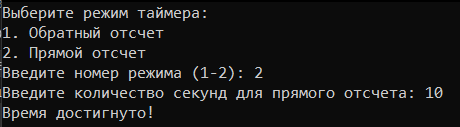 Выберите режим таймера:
1. Обратный отсчет
2. Прямой отсчет
Введите номер режима (1-2): 2
Введите количество секунд для прямого отсчета: 10
Время достигнуто!